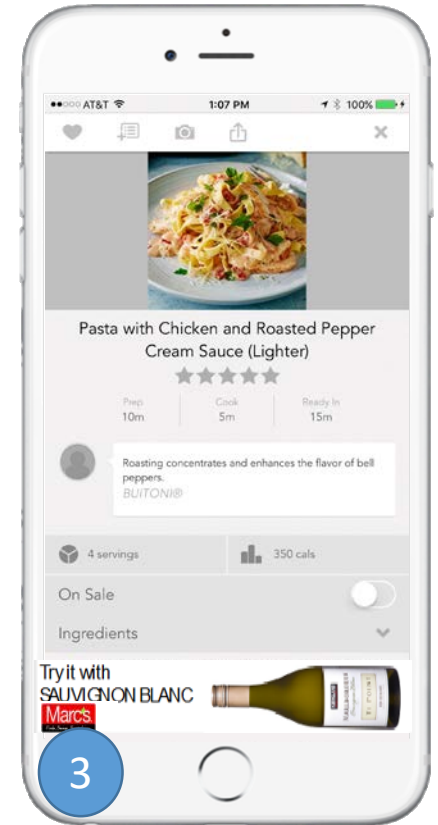 AT&T 1:07 PM 100%
Pasta with Chicken and Roasted Pepper
Cream Sauce (Lighter)
Prep Cook Ready In
10m 5m 15m
Roasting concentrates and enhances the flavor of bell
peppers.
BUITONI®
4 servings 350 cals
On Sale
Ingredients
Try it with
SAUVIGNON BLANC
Marc's.
3